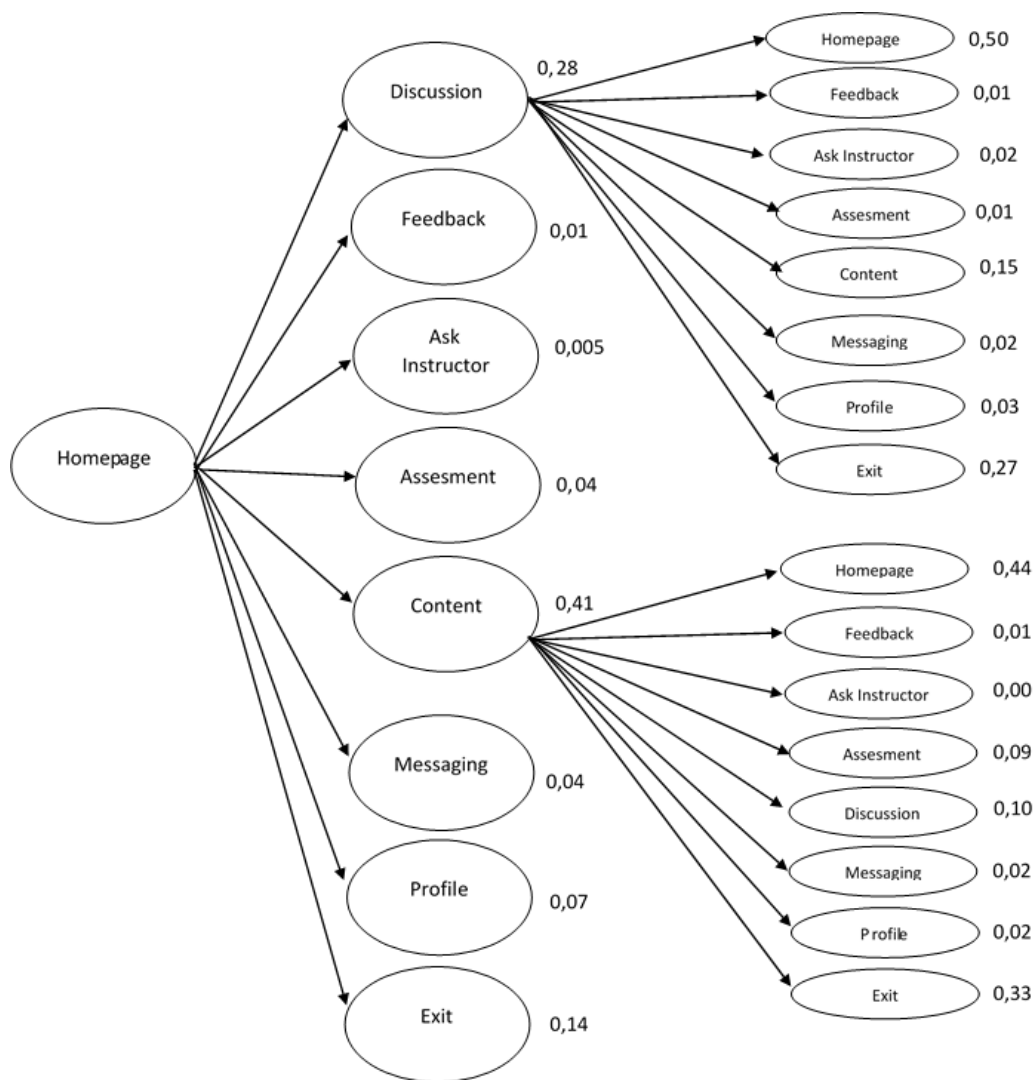 Homepage
Discussion
0,28
Feedback
0,01
Ask
Instructor
0,005
Assesment
0,04
Content
0,41
Messaging
0,04
Profile
0,07
Exit
0,14
Homepage 0,50
Feedback 0,01
Ask Instructor 0,02
Assesment 0,01
Content 0,15
Messaging 0,02
Profile 0,03
Exit 0,27
Homepage 0,44
Feedback 0,01
Ask Instructor 0,00
Assesment 0,09
Discussion 0,10
Messaging 0,02
Profile 0,02
Exit 0,33